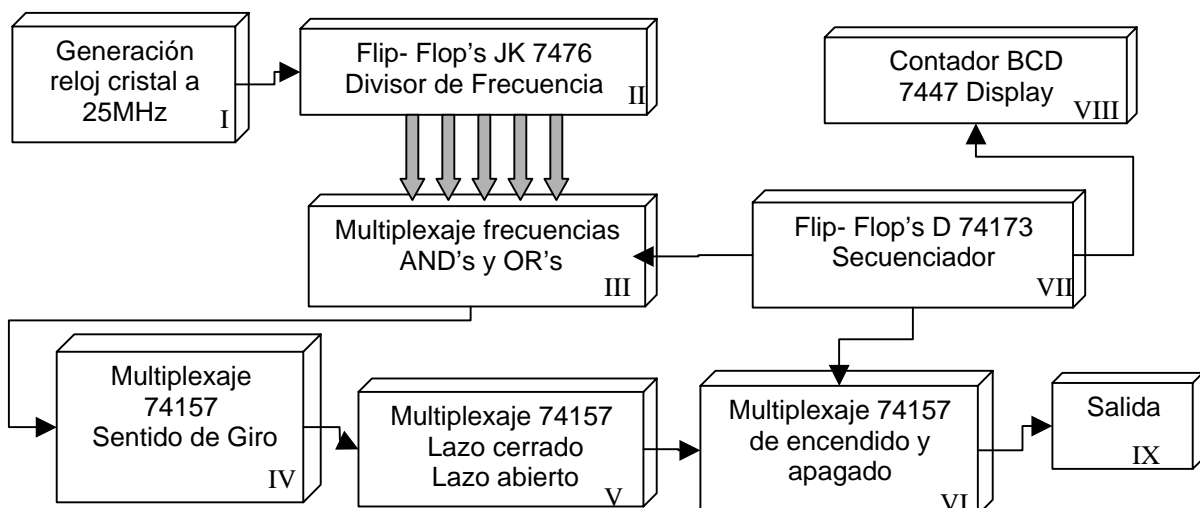 Generación
reloj cristal a
25MHz
I
Flip- Flop's JK 7476
Divisor de Frecuencia
II
Contador BCD
7447 Display
VIII
Multiplexaje frecuencias
AND's y OR's
III
Flip- Flop's D 74173
Secuenciador
VII
Multiplexaje
74157
Sentido de Giro
IV
Multiplexaje 74157
Lazo cerrado
Lazo abierto
V
Multiplexaje 74157
de encendido y
apagado
VI
Salida
IX